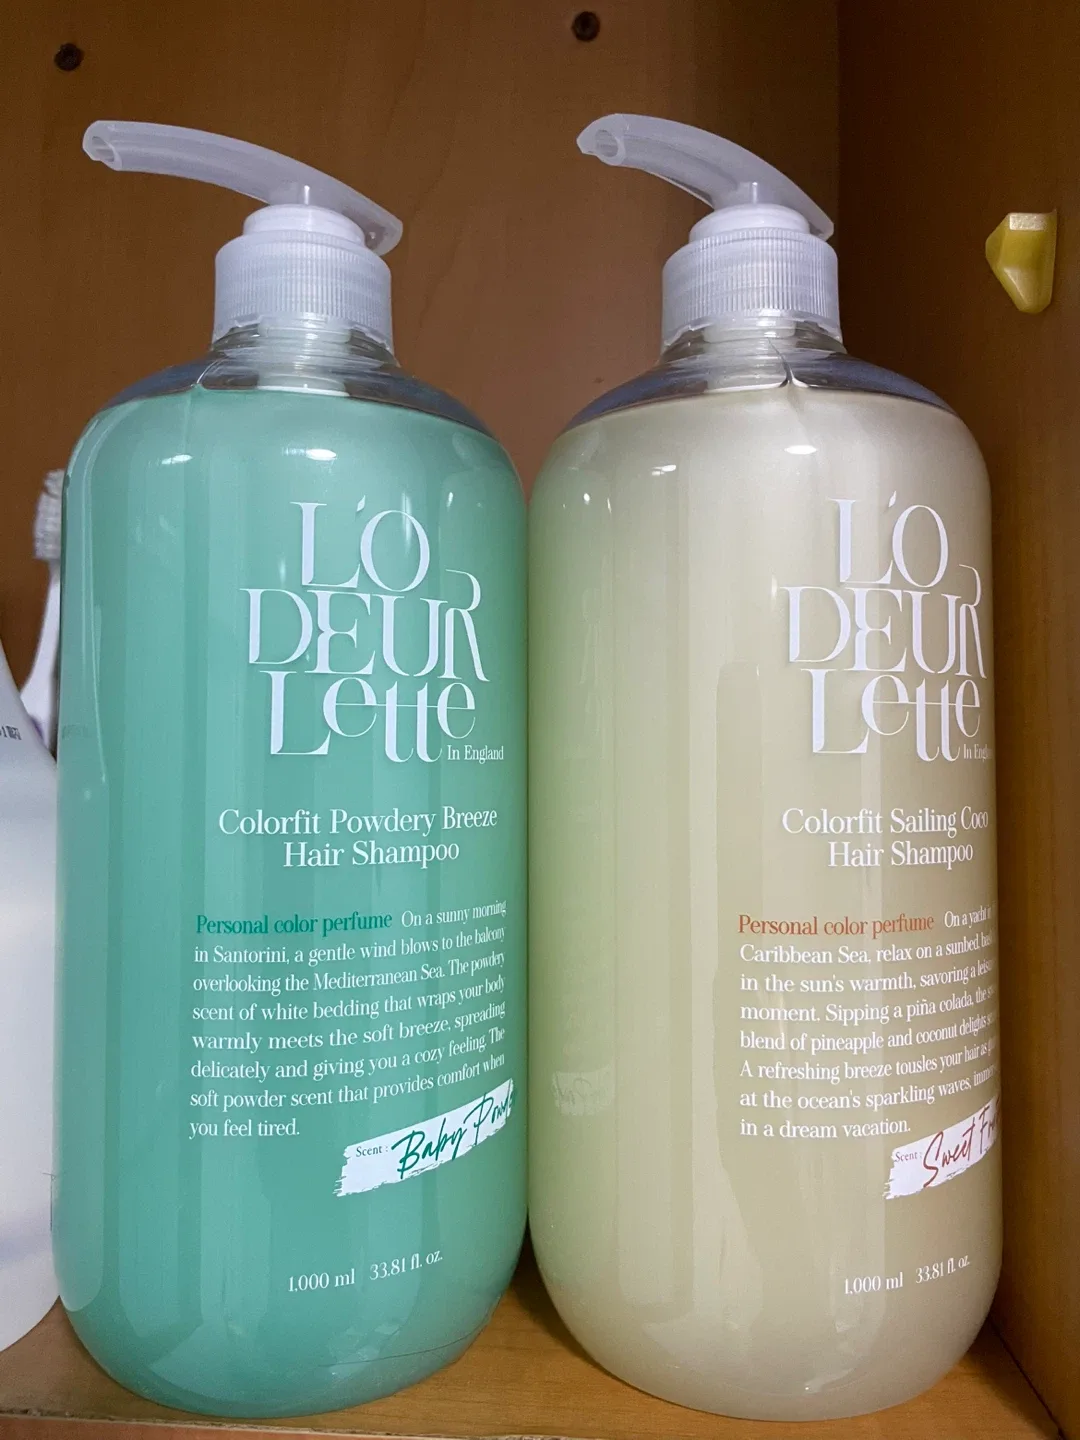 L'O
DEUR
Lette
In England
Colorfit Powdery Breeze
Hair Shampoo
Personal color perfume On a sunny morning
in Santorini, a gentle wind blows to the balcony
overlooking the Mediterranean Sea. The powdery
scent of white bedding that wraps your body
warmly meets the soft breeze, spreading
delicately and giving you a cozy feeling. The
soft powder scent that provides comfort when
you feel tired.
Scent : Baby
1,000 ml 33.81 fl. oz.
L'O
DEUR
Lette
In
Colorfit Sailing Coco
Hair Shampoo
Personal color perfume On a yacht
Caribbean Sea, relax on a sunbed,
in the sun's warmth, savoring a
moment. Sipping a piña colada, the
blend of pineapple and coconut delights
A refreshing breeze tousles your hair as
at the ocean's sparkling waves,
in a dream vacation.
Scent : Sweet
1,000 ml 33.81 fl. oz.